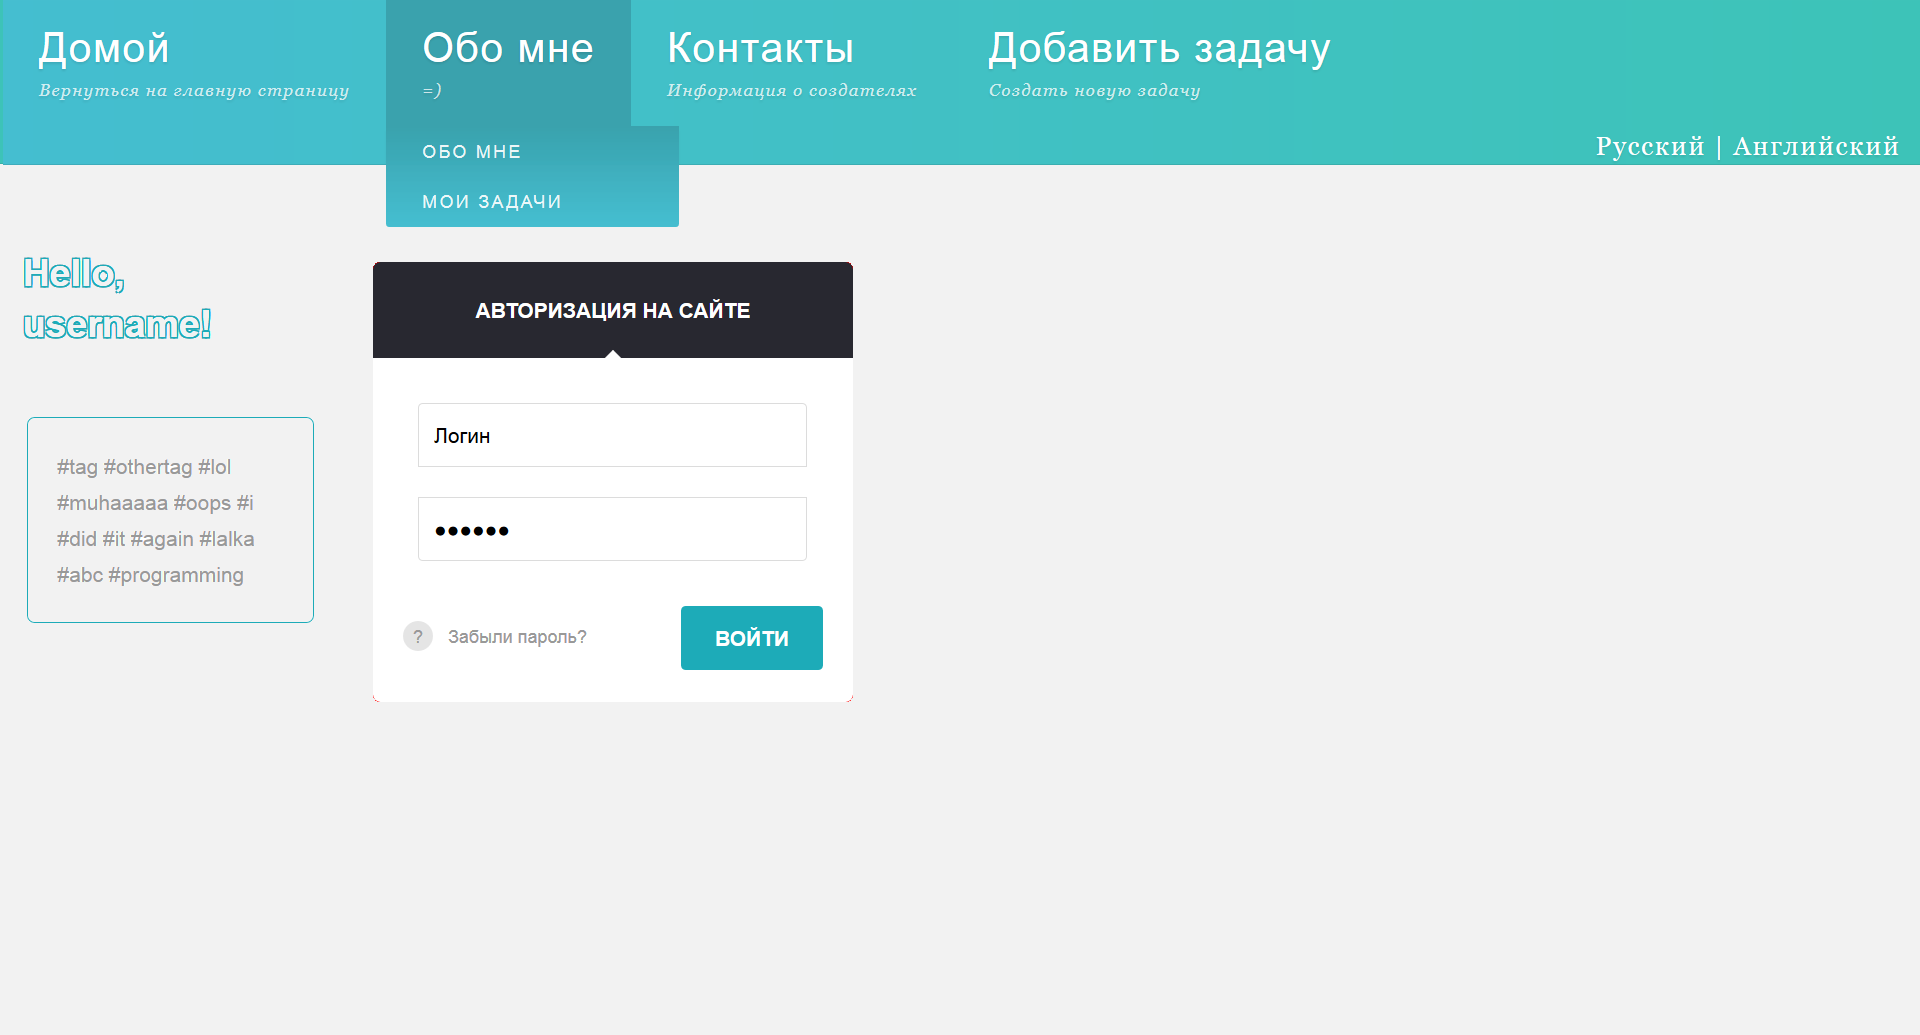 Домой
Вернуться на главную страницу
Обо мне
=)
Контакты
Информация о создателях
Добавить задачу
Создать новую задачу
Русский | Английский
ОБО МНЕ
МОИ ЗАДАЧИ
Hello,
username!
#tag #othertag #lol
#muhaaaaa #oops #i
#did #it #again #lalka
#abc #programming
АВТОРИЗАЦИЯ НА САЙТЕ
Логин
●●●●●●
? Забыли пароль?
ВОЙТИ